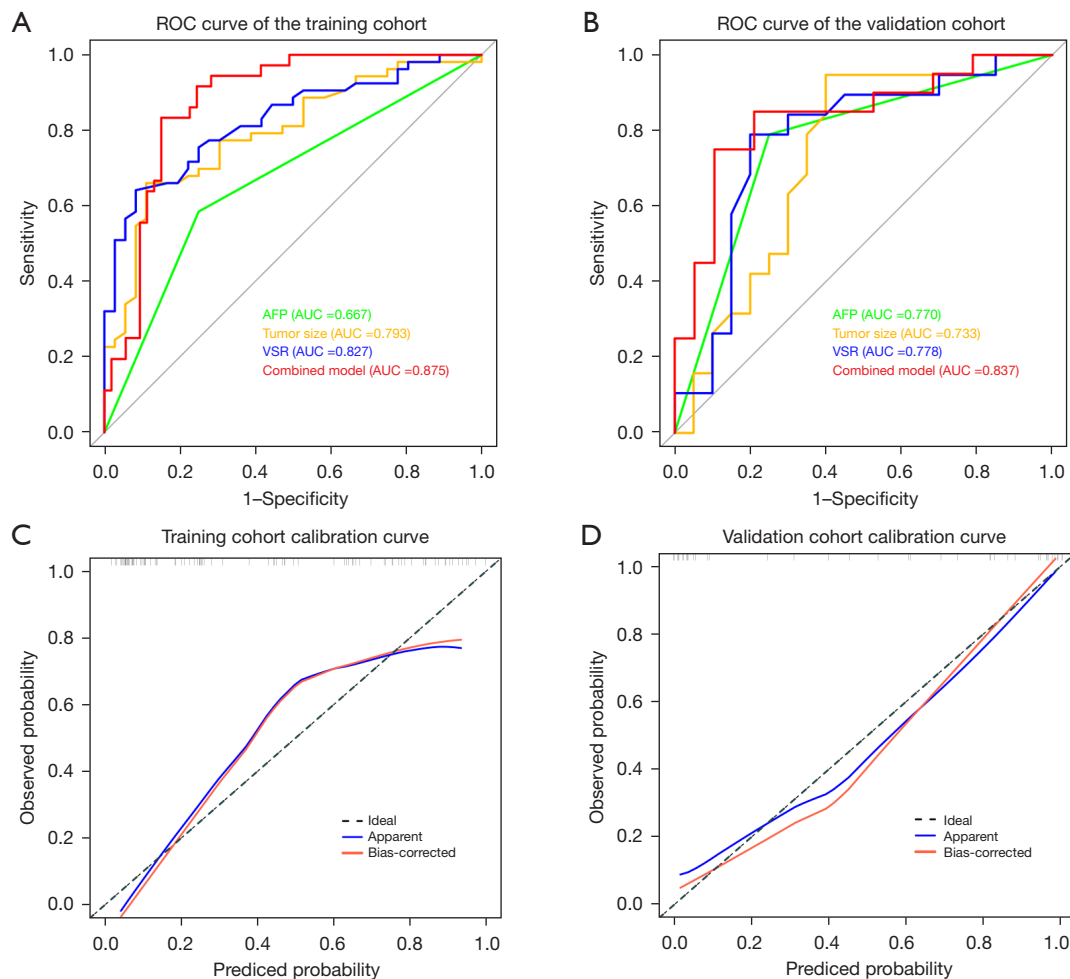 A
ROC curve of the training cohort
1.0
0.8
0.6
0.4
0.2
0.0
Sensitivity
AFP (AUC =0.667)
Tumor size (AUC =0.793)
VSR (AUC =0.827)
Combined model (AUC =0.875)
0.0 0.2 0.4 0.6 0.8 1.0
1–Specificity
B
ROC curve of the validation cohort
1.0
0.8
0.6
0.4
0.2
0.0
Sensitivity
AFP (AUC =0.770)
Tumor size (AUC =0.733)
VSR (AUC =0.778)
Combined model (AUC =0.837)
0.0 0.2 0.4 0.6 0.8 1.0
1–Specificity
C
Training cohort calibration curve
1.0
0.8
0.6
0.4
0.2
0.0
Observed probability
Ideal
Apparent
Bias-corrected
0.0 0.2 0.4 0.6 0.8 1.0
Prediced probability
D
Validation cohort calibration curve
1.0
0.8
0.6
0.4
0.2
0.0
Observed probability
Ideal
Apparent
Bias-corrected
0.0 0.2 0.4 0.6 0.8 1.0
Prediced probability